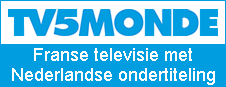 TV5MONDE
Franse televisie met
Nederlandse ondertiteling